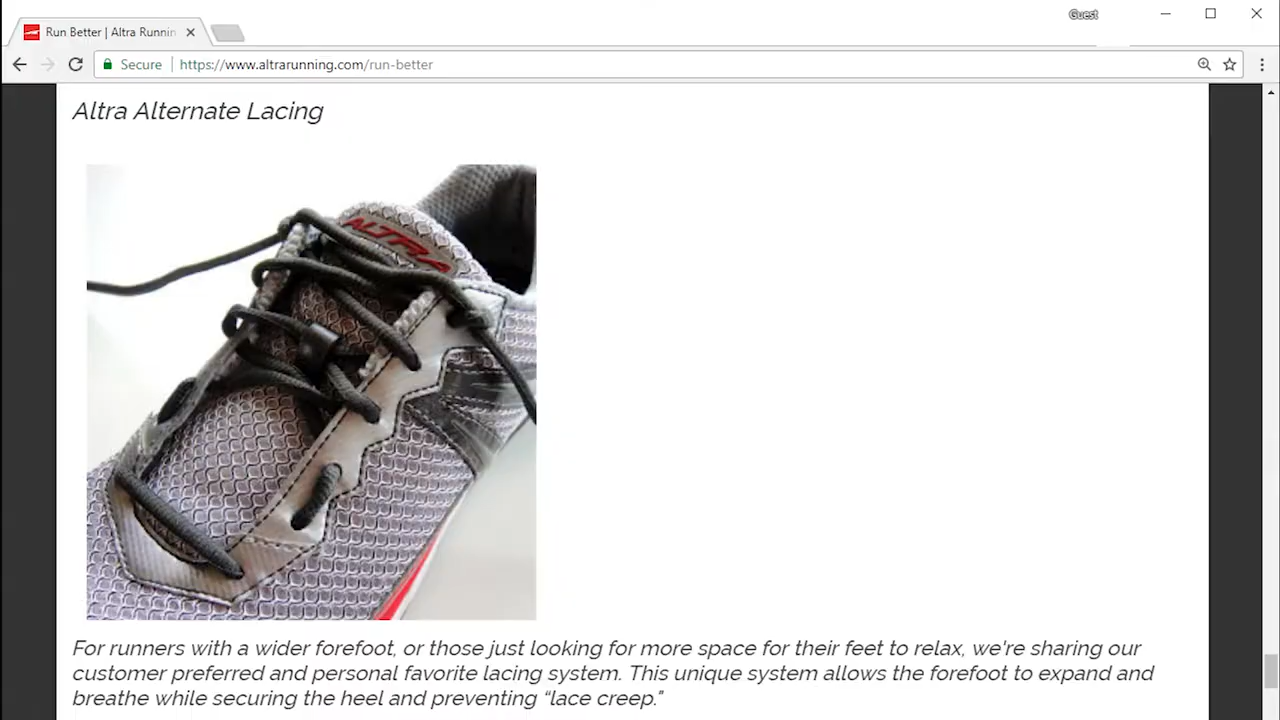 Guest
Run Better | Altra Runnin
Secure
https://www.altrarunning.com/run-better
Altra Alternate Lacing
ALTRA
For runners with a wider forefoot, or those just looking for more space for their feet to relax, we're sharing our
customer preferred and personal favorite lacing system. This unique system allows the forefoot to expand and
breathe while securing the heel and preventing “lace creep.”